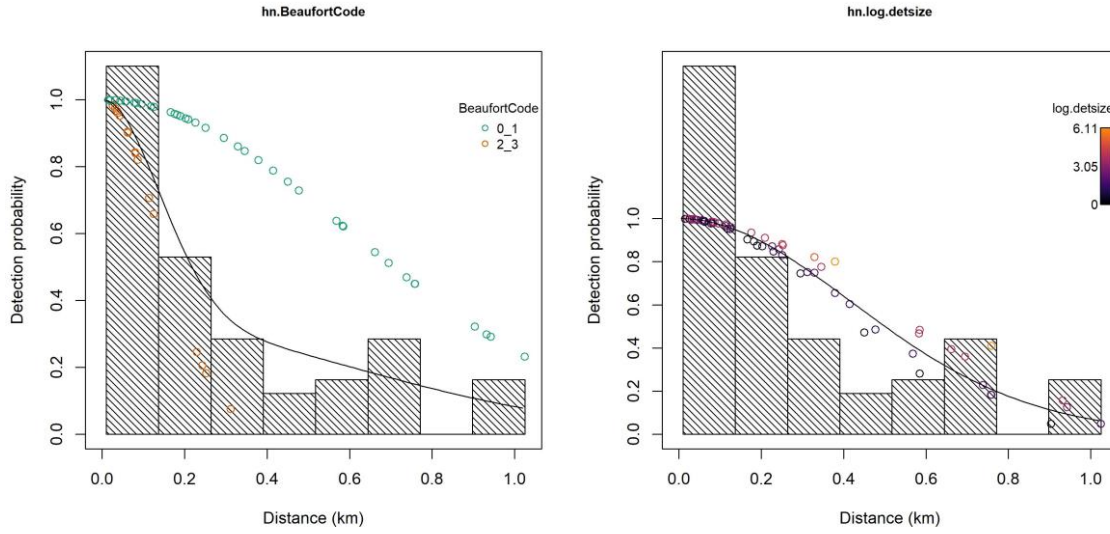 hn.BeaufortCode
Detection probability
1.0
0.8
0.6
0.4
0.2
0.0
BeaufortCode
0_1
2_3
0.0 0.2 0.4 0.6 0.8 1.0
Distance (km)
hn.log.detsize
Detection probability
1.0
0.8
0.6
0.4
0.2
0.0
log.detsize
6.11
3.05
0
0.0 0.2 0.4 0.6 0.8 1.0
Distance (km)